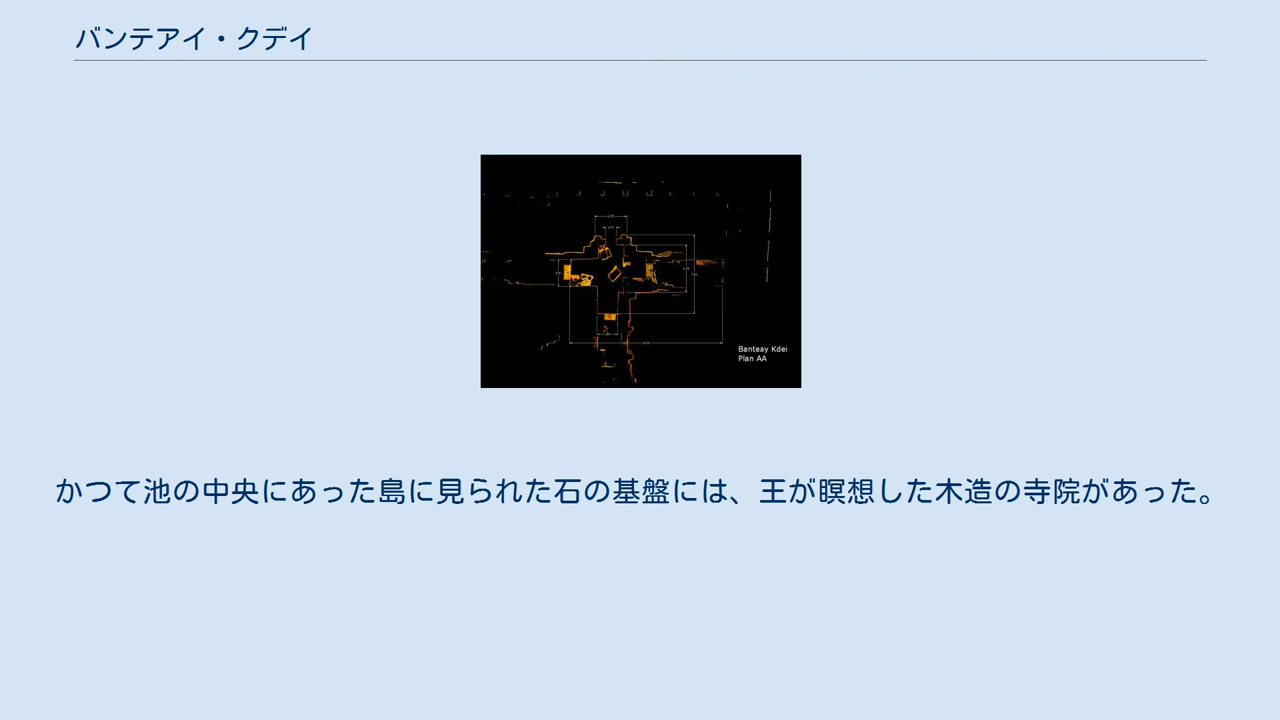 バンテアイ・クデイ
Banteay Kdei
Plan AA
かつて池の中央にあった島に見られた石の基盤には、王が瞑想した木造の寺院があった。